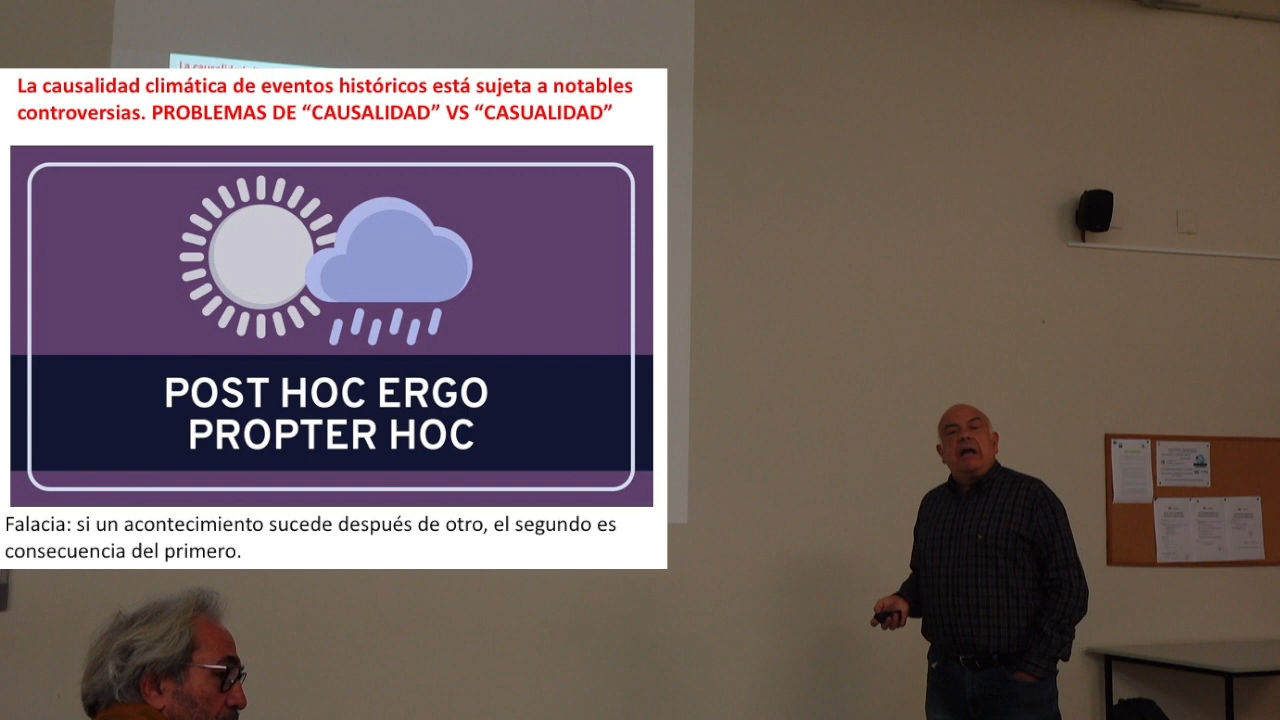 La causalidad climática de eventos históricos está sujeta a notables
controversias. PROBLEMAS DE “CAUSALIDAD” VS “CASUALIDAD”
POST HOC ERGO
PROPTER HOC
Falacia: si un acontecimiento sucede después de otro, el segundo es
consecuencia del primero.